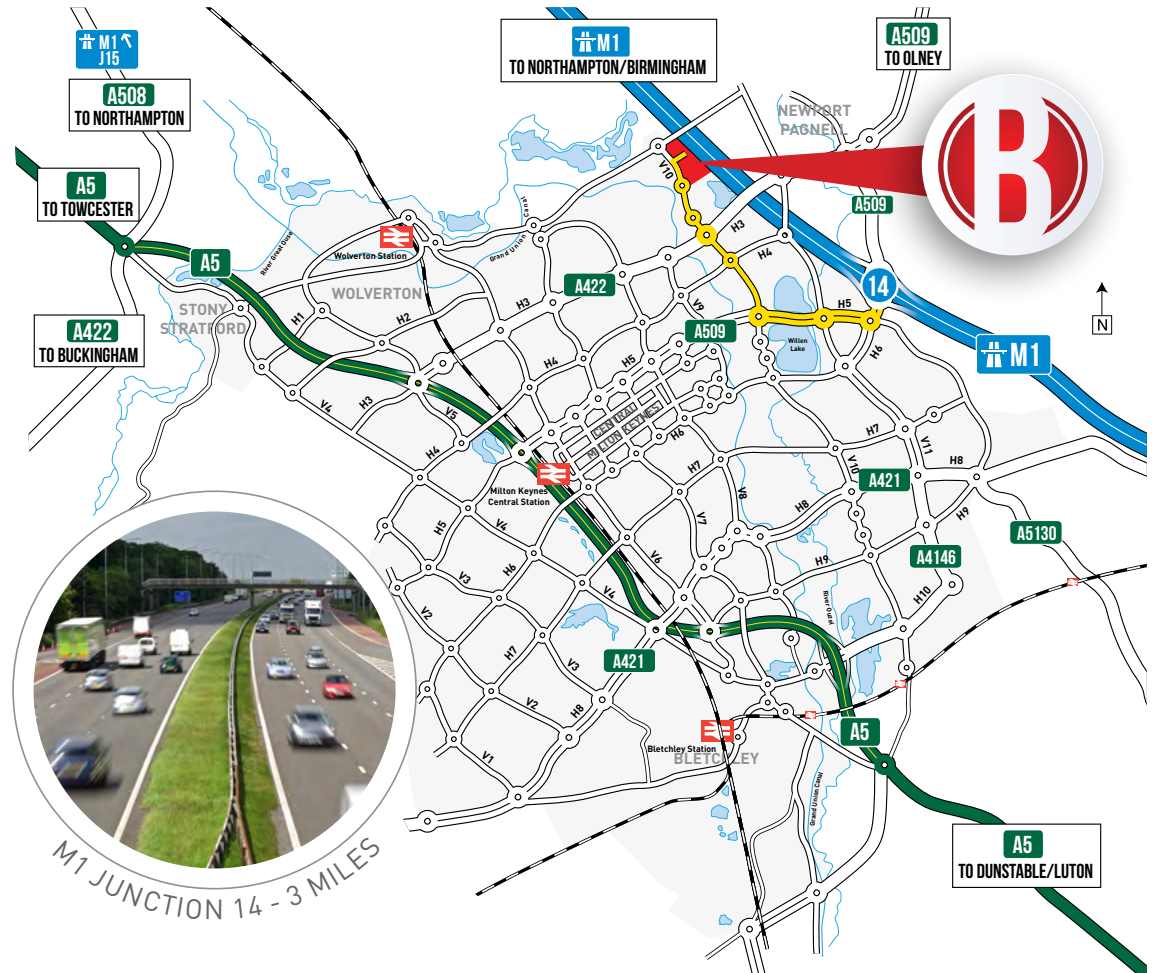 M1
J15
A508
TO NORTHAMPTON
M1
TO NORTHAMPTON/BIRMINGHAM
A509
TO OLNEY
NEWPORT
PAGNELL
B
V10
A5
TO TOWCESTER
A509
River Great Ouse
Grand Union Canal
H3
H4
Wolverton Station
A5
WOLVERTON
A422
14
STONY
STRATFORD
H1
H2
H3
V9
H5
A509
A422
TO BUCKINGHAM
N
Willen
Lake
H6
M1
H4
H5
V4
H3
V5
CENTRAL
MILTON KEYNES
H6
H7
V11
H4
H7
V10
H8
Milton Keynes
Central Station
V8
A421
H5
V4
V7
H8
H9
A5130
H6
V6
H9
A4146
V3
V4
River Ouzel
H10
V2
H7
V3
A421
V2
H8
A5
Bletchley Station
BLETCHLEY
V1
Grand Union Canal
A5
TO DUNSTABLE/LUTON
M1 JUNCTION 14 - 3 MILES